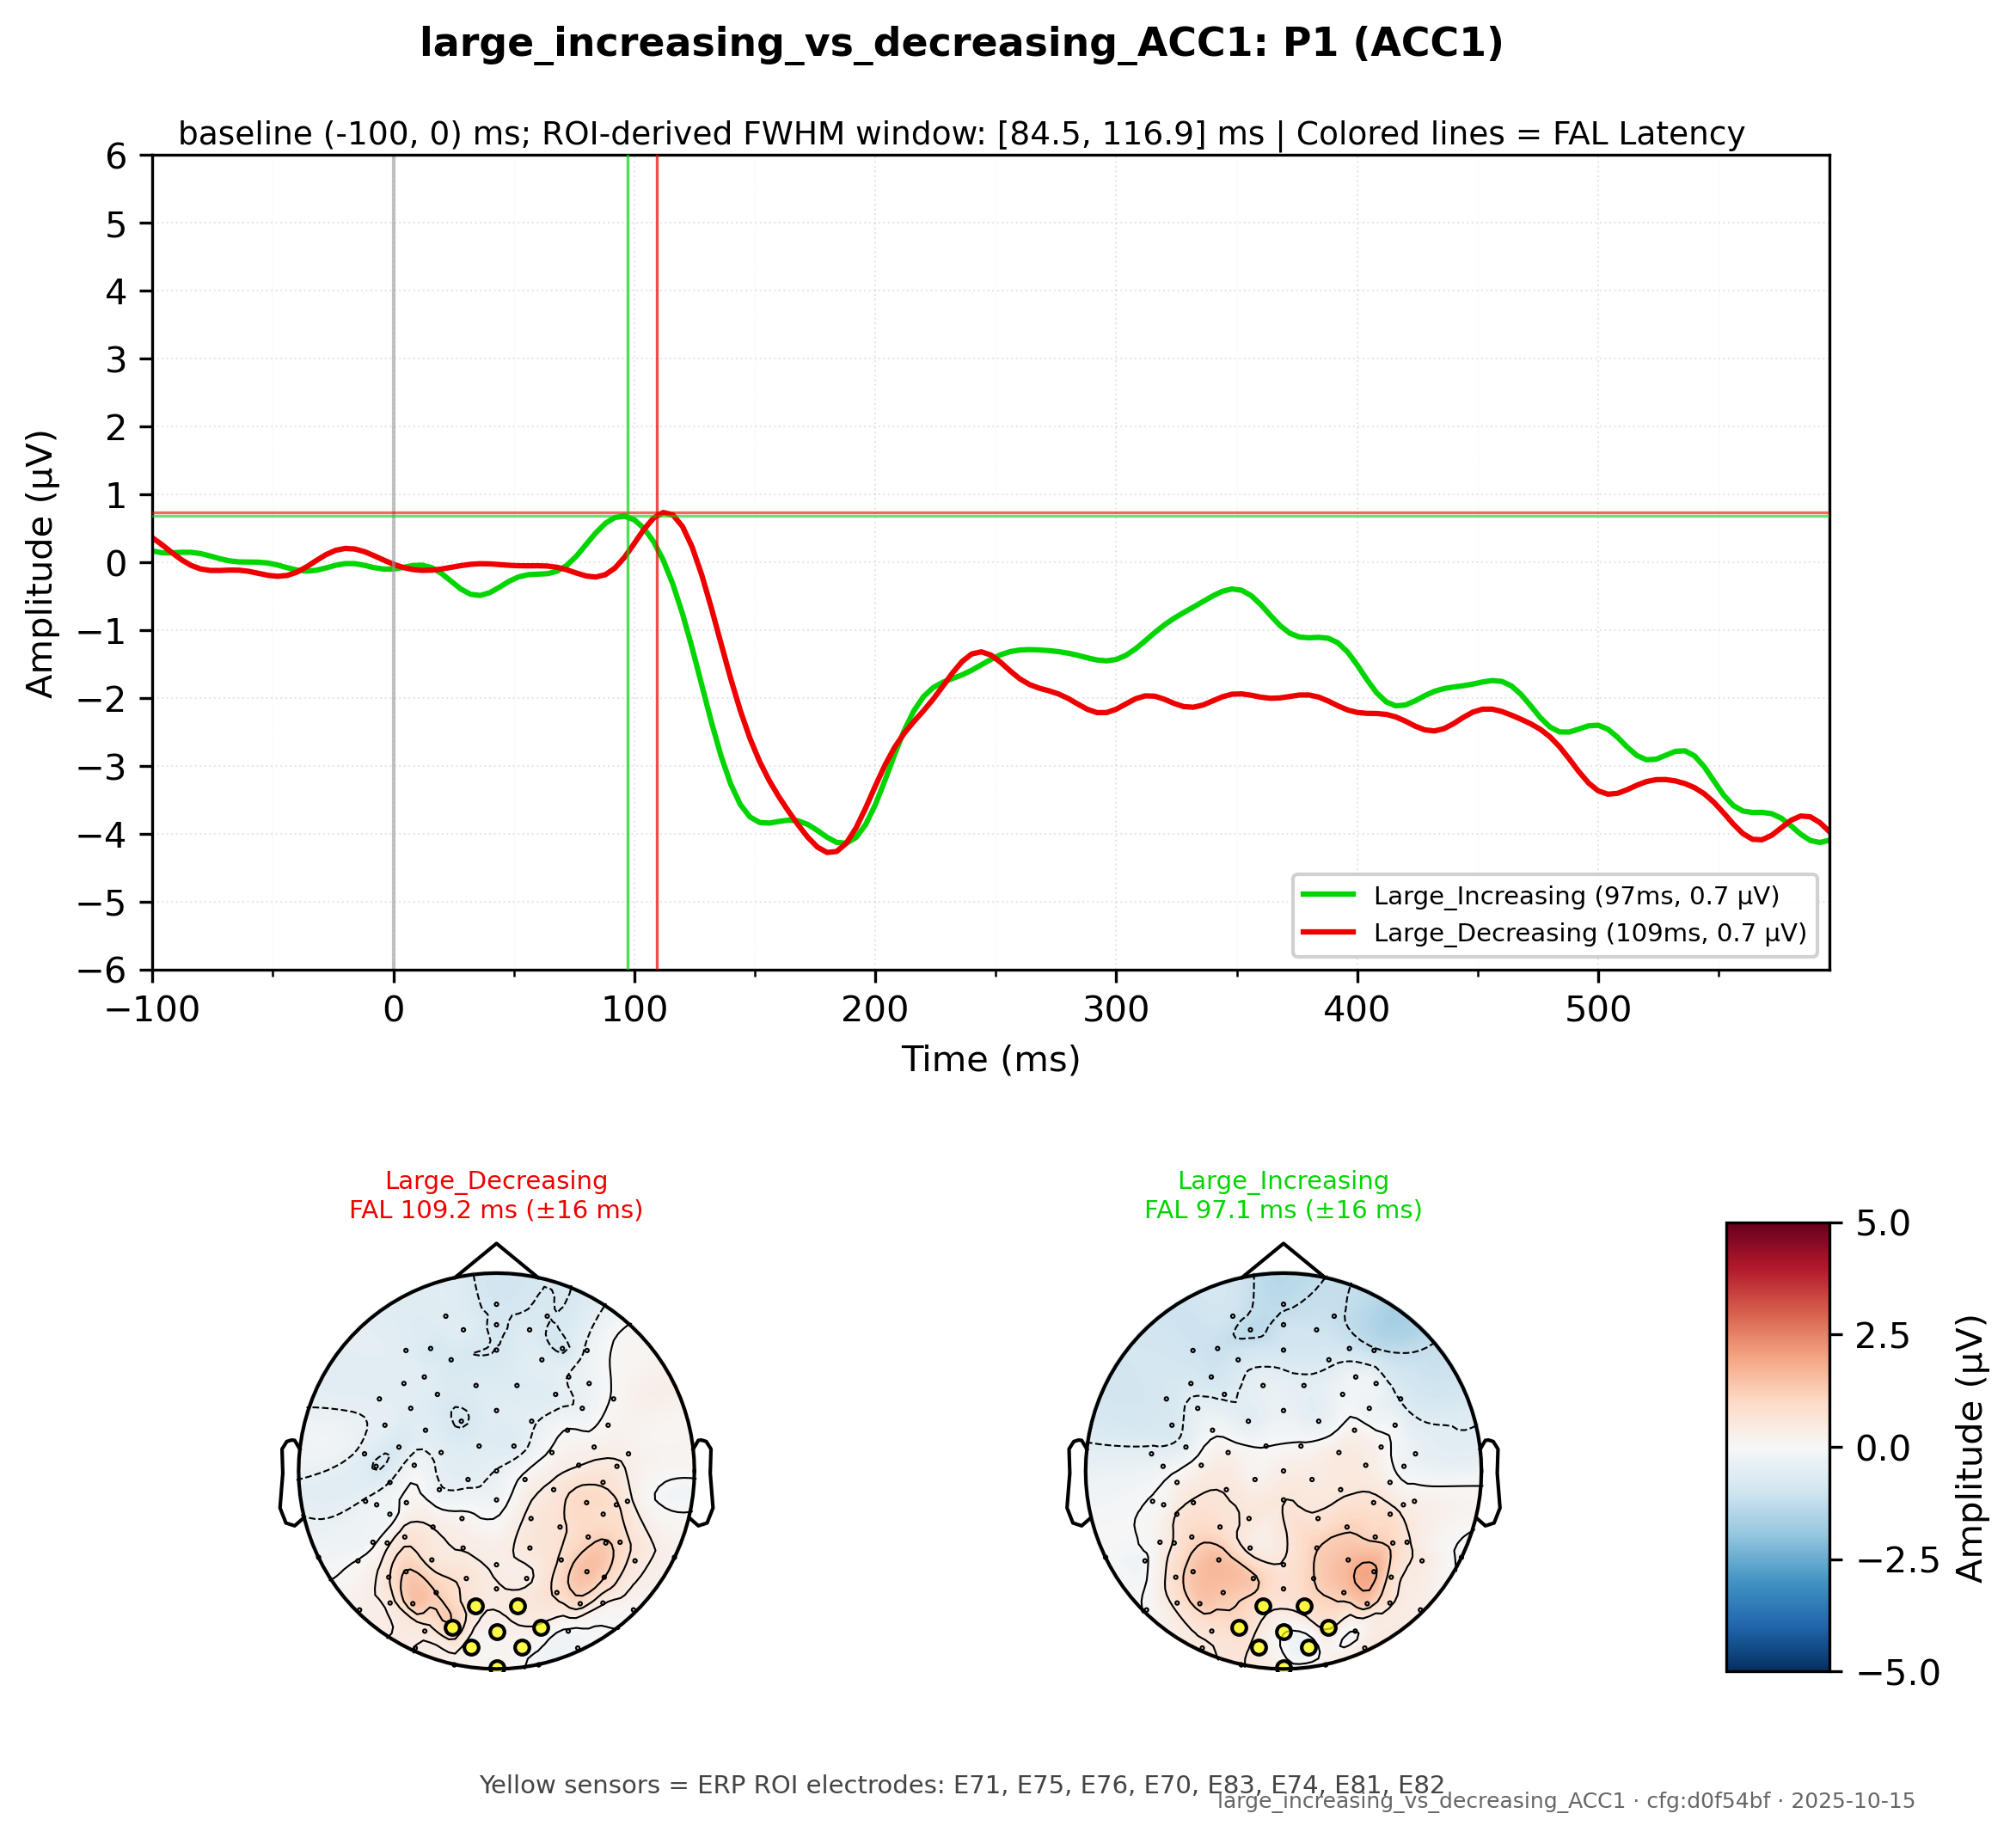 large_increasing_vs_decreasing_ACC1: P1 (ACC1)
baseline (-100, 0) ms; ROI-derived FWHM window: [84.5, 116.9] ms | Colored lines = FAL Latency
6
5
4
3
2
1
0
−1
−2
−3
−4
−5
−6
Amplitude (µV)
Large_Increasing (97ms, 0.7 µV)
Large_Decreasing (109ms, 0.7 µV)
−100
0
100
200
300
400
500
Time (ms)
Large_Decreasing
FAL 109.2 ms (±16 ms)
Large_Increasing
FAL 97.1 ms (±16 ms)
5.0
2.5
0.0
−2.5
−5.0
Amplitude (µV)
Yellow sensors = ERP ROI electrodes: E71, E75, E76, E70, E83, E74, E81, E82
large_increasing_vs_decreasing_ACC1 · cfg:d0f54bf · 2025-10-15